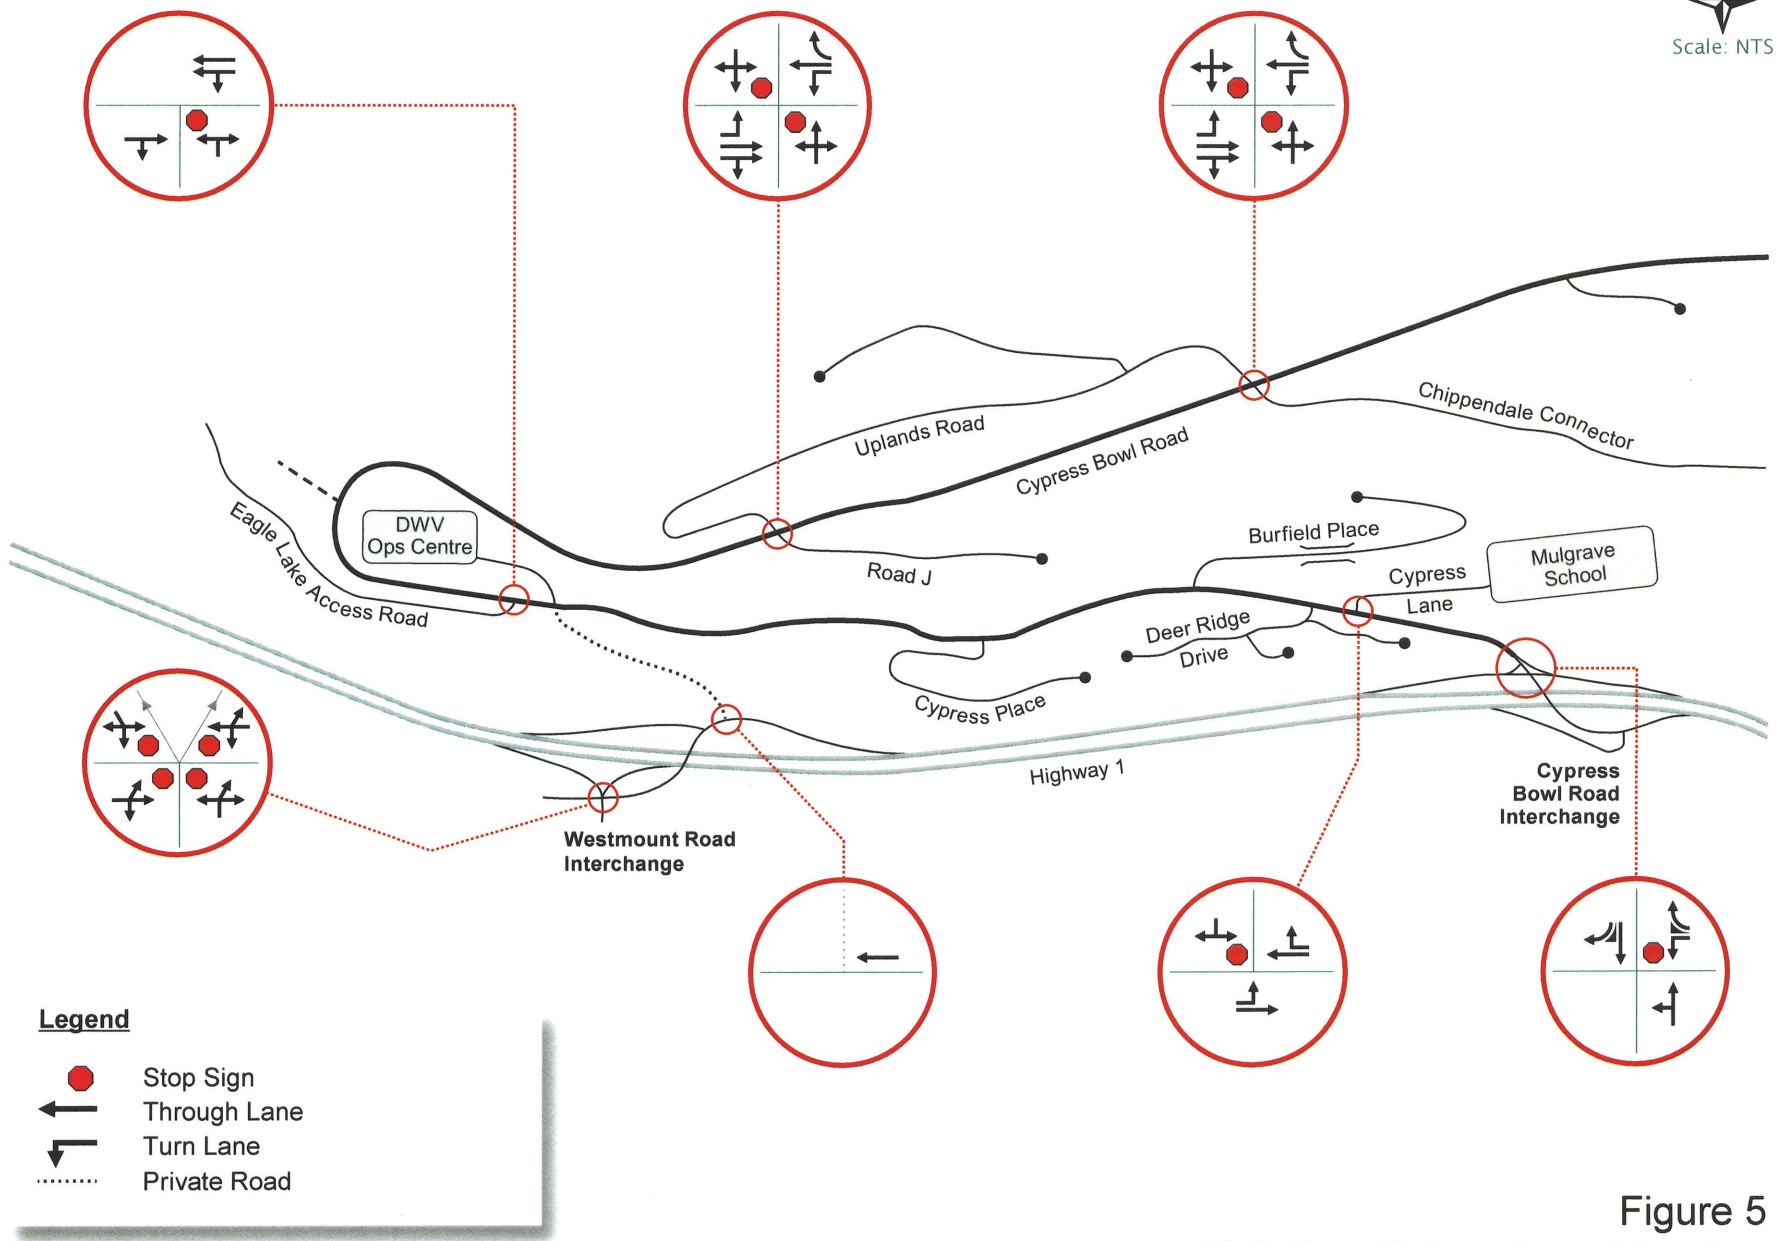 Scale: NTS
Uplands Road
Cypress Bowl Road
Chippendale Connector
Eagle Lake Access Road
DWV
Ops Centre
Road J
Burfield Place
Mulgrave
School
Cypress
Lane
Deer Ridge
Drive
Cypress Place
Highway 1
Cypress
Bowl Road
Interchange
Westmount Road
Interchange
Legend
Stop Sign
Through Lane
Turn Lane
Private Road
Figure 5